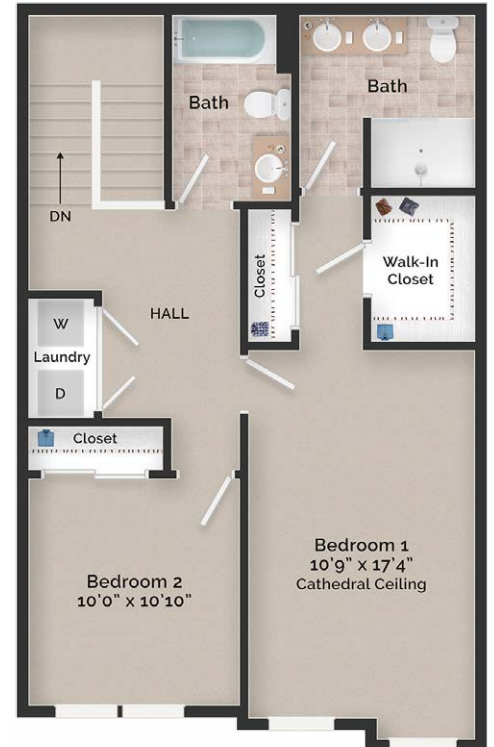 Bath
Bath
DN
Closet
Walk-In
Closet
HALL
W
Laundry
D
Closet
Bedroom 1
10’9” x 17’4”
Cathedral Ceiling
Bedroom 2
10’0” x 10’10”